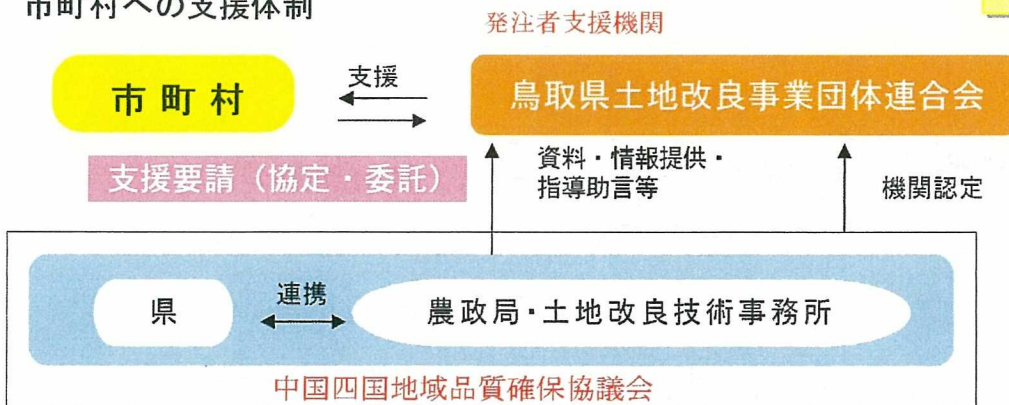 市町村への支援体制
発注者支援機関
市町村
支援
鳥取県土地改良事業団体連合会
支援要請（協定・委託）
資料・情報提供・
指導助言等
機関認定
県
連携
農政局・土地改良技術事務所
中国四国地域品質確保協議会